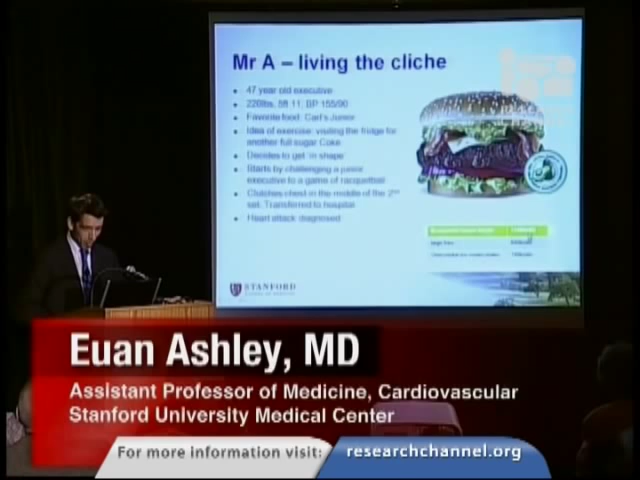 Mr A – living the cliche
47 year old executive
226lbs, 5ft 11, BP 155/90
Favorite food: Carl's Junior
Idea of exercise: visiting the fridge for
another full sugar Coke
Decides to get 'in shape'
Starts by challenging a junior
executive to a game of racquetball
Clutches chest in the middle of the 2nd
set. Transferred to hospital
Heart attack diagnosed
STANFORD
Euan Ashley, MD
Assistant Professor of Medicine, Cardiovascular
Stanford University Medical Center
For more information visit:
researchchannel.org